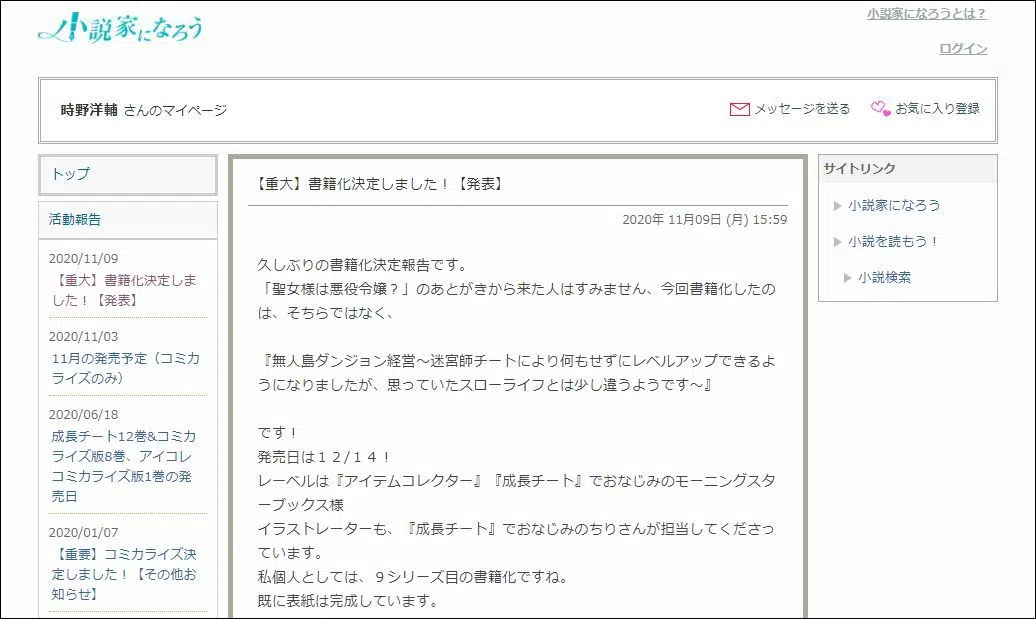 小説家になろう
小説家になろうとは？
ログイン
時野洋輔 さんのマイページ
メッセージを送る
お気に入り登録
トップ
活動報告
2020/11/09
【重大】書籍化決定しま
した！【発表】
2020/11/03
11月の発売予定（コミカ
ライズのみ）
2020/06/18
成長チート12巻&コミカ
ライズ版8巻、アイコレ
コミカライズ版1巻の発
売日
2020/01/07
【重要】コミカライズ決
定しました！【その他お
知らせ】
【重大】書籍化決定しました！【発表】
2020年 11月09日 (月) 15:59
久しぶりの書籍化決定報告です。
「聖女様は悪役令嬢？」のあとがきから来た人はすみません、今回書籍化したの
は、そちらではなく、
『無人島ダンジョン経営～迷宮師チートにより何もせずにレベルアップできるよ
うになりましたが、思っていたスローライフとは少し違うようです～』
です！
発売日は１２/１４！
レーベルは『アイテムコレクター』『成長チート』でおなじみのモーニングスタ
ーブックス様
イラストレーターも、『成長チート』でおなじみのちりさんが担当してくださっ
ています。
私個人としては、９シリーズ目の書籍化ですね。
既に表紙は完成しています。
サイトリンク
小説家になろう
小説を読もう！
小説検索